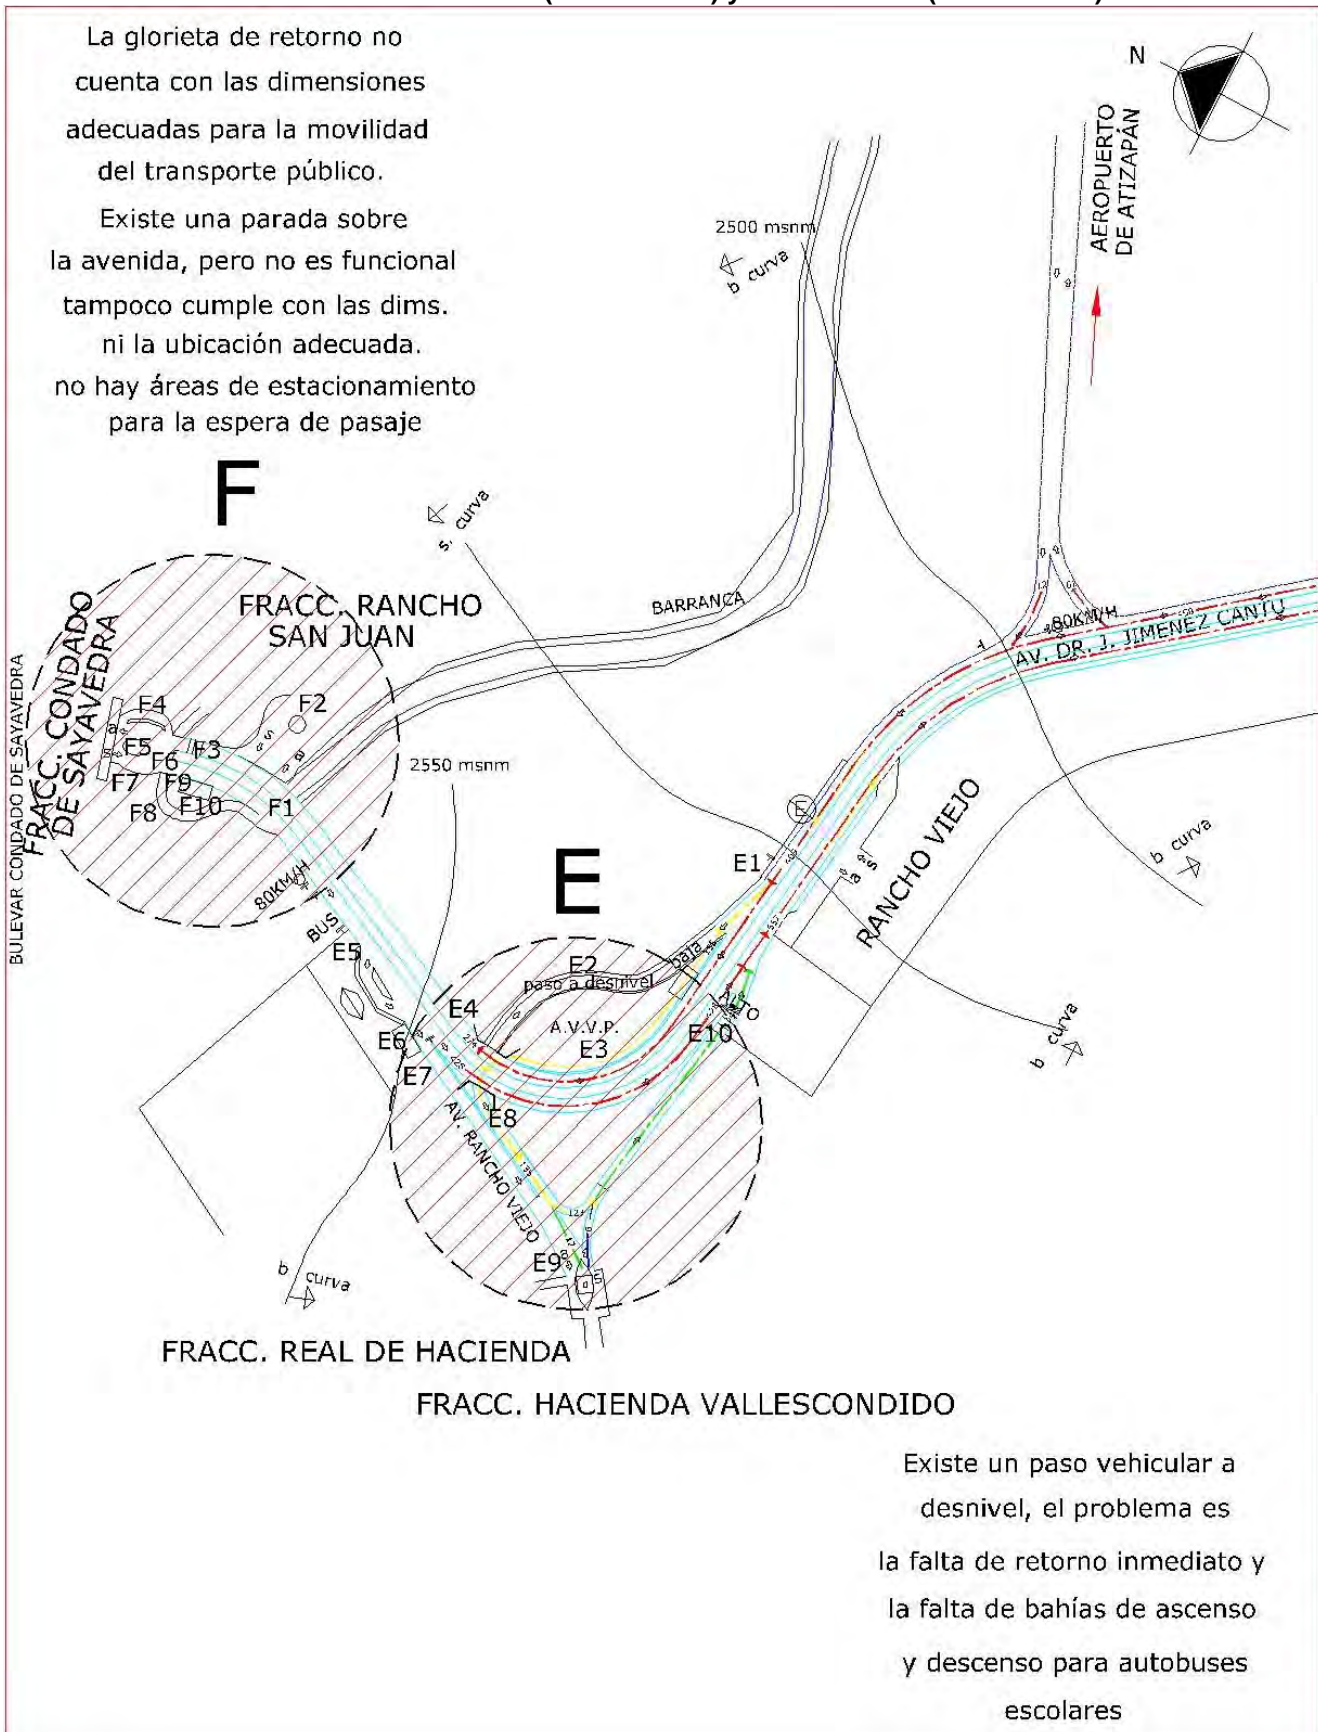 La glorieta de retorno no
cuenta con las dimensiones
adecuadas para la movilidad
del transporte público.
Existe una parada sobre
la avenida, pero no es funcional
tampoco cumple con las dims.
ni la ubicación adecuada.
no hay áreas de estacionamiento
para la espera de pasaje
N
AEROPUERTO
DE ATIZAPÁN
2500 msnm
b curva
F
s. curva
FRACC. RANCHO
SAN JUAN
BARRANCA
80KM/H
AV. DR. J. JIMENEZ CANTU
BULEVAR CONDADO DE SAYAVEDRA
FRACC. CONDADO
DE SAYAVEDRA
F4
F2
a
s
F5
F3
F6
s
a
F7
F9
F8
F10
F1
2550 msnm
E
RANCHO VIEJO
b curva
E1
a s
557
80KM/H
BUS
E
E5
E2
baja
paso a desnivel
E4
A.V.V.P.
E3
E10
ALTO
E6
E7
425
E8
AV. RANCHO VIEJO
135
E9
a
S
b curva
b curva
FRACC. REAL DE HACIENDA
FRACC. HACIENDA VALLESCONDIDO
Existe un paso vehicular a
desnivel, el problema es
la falta de retorno inmediato y
la falta de bahías de ascenso
y descenso para autobuses
escolares